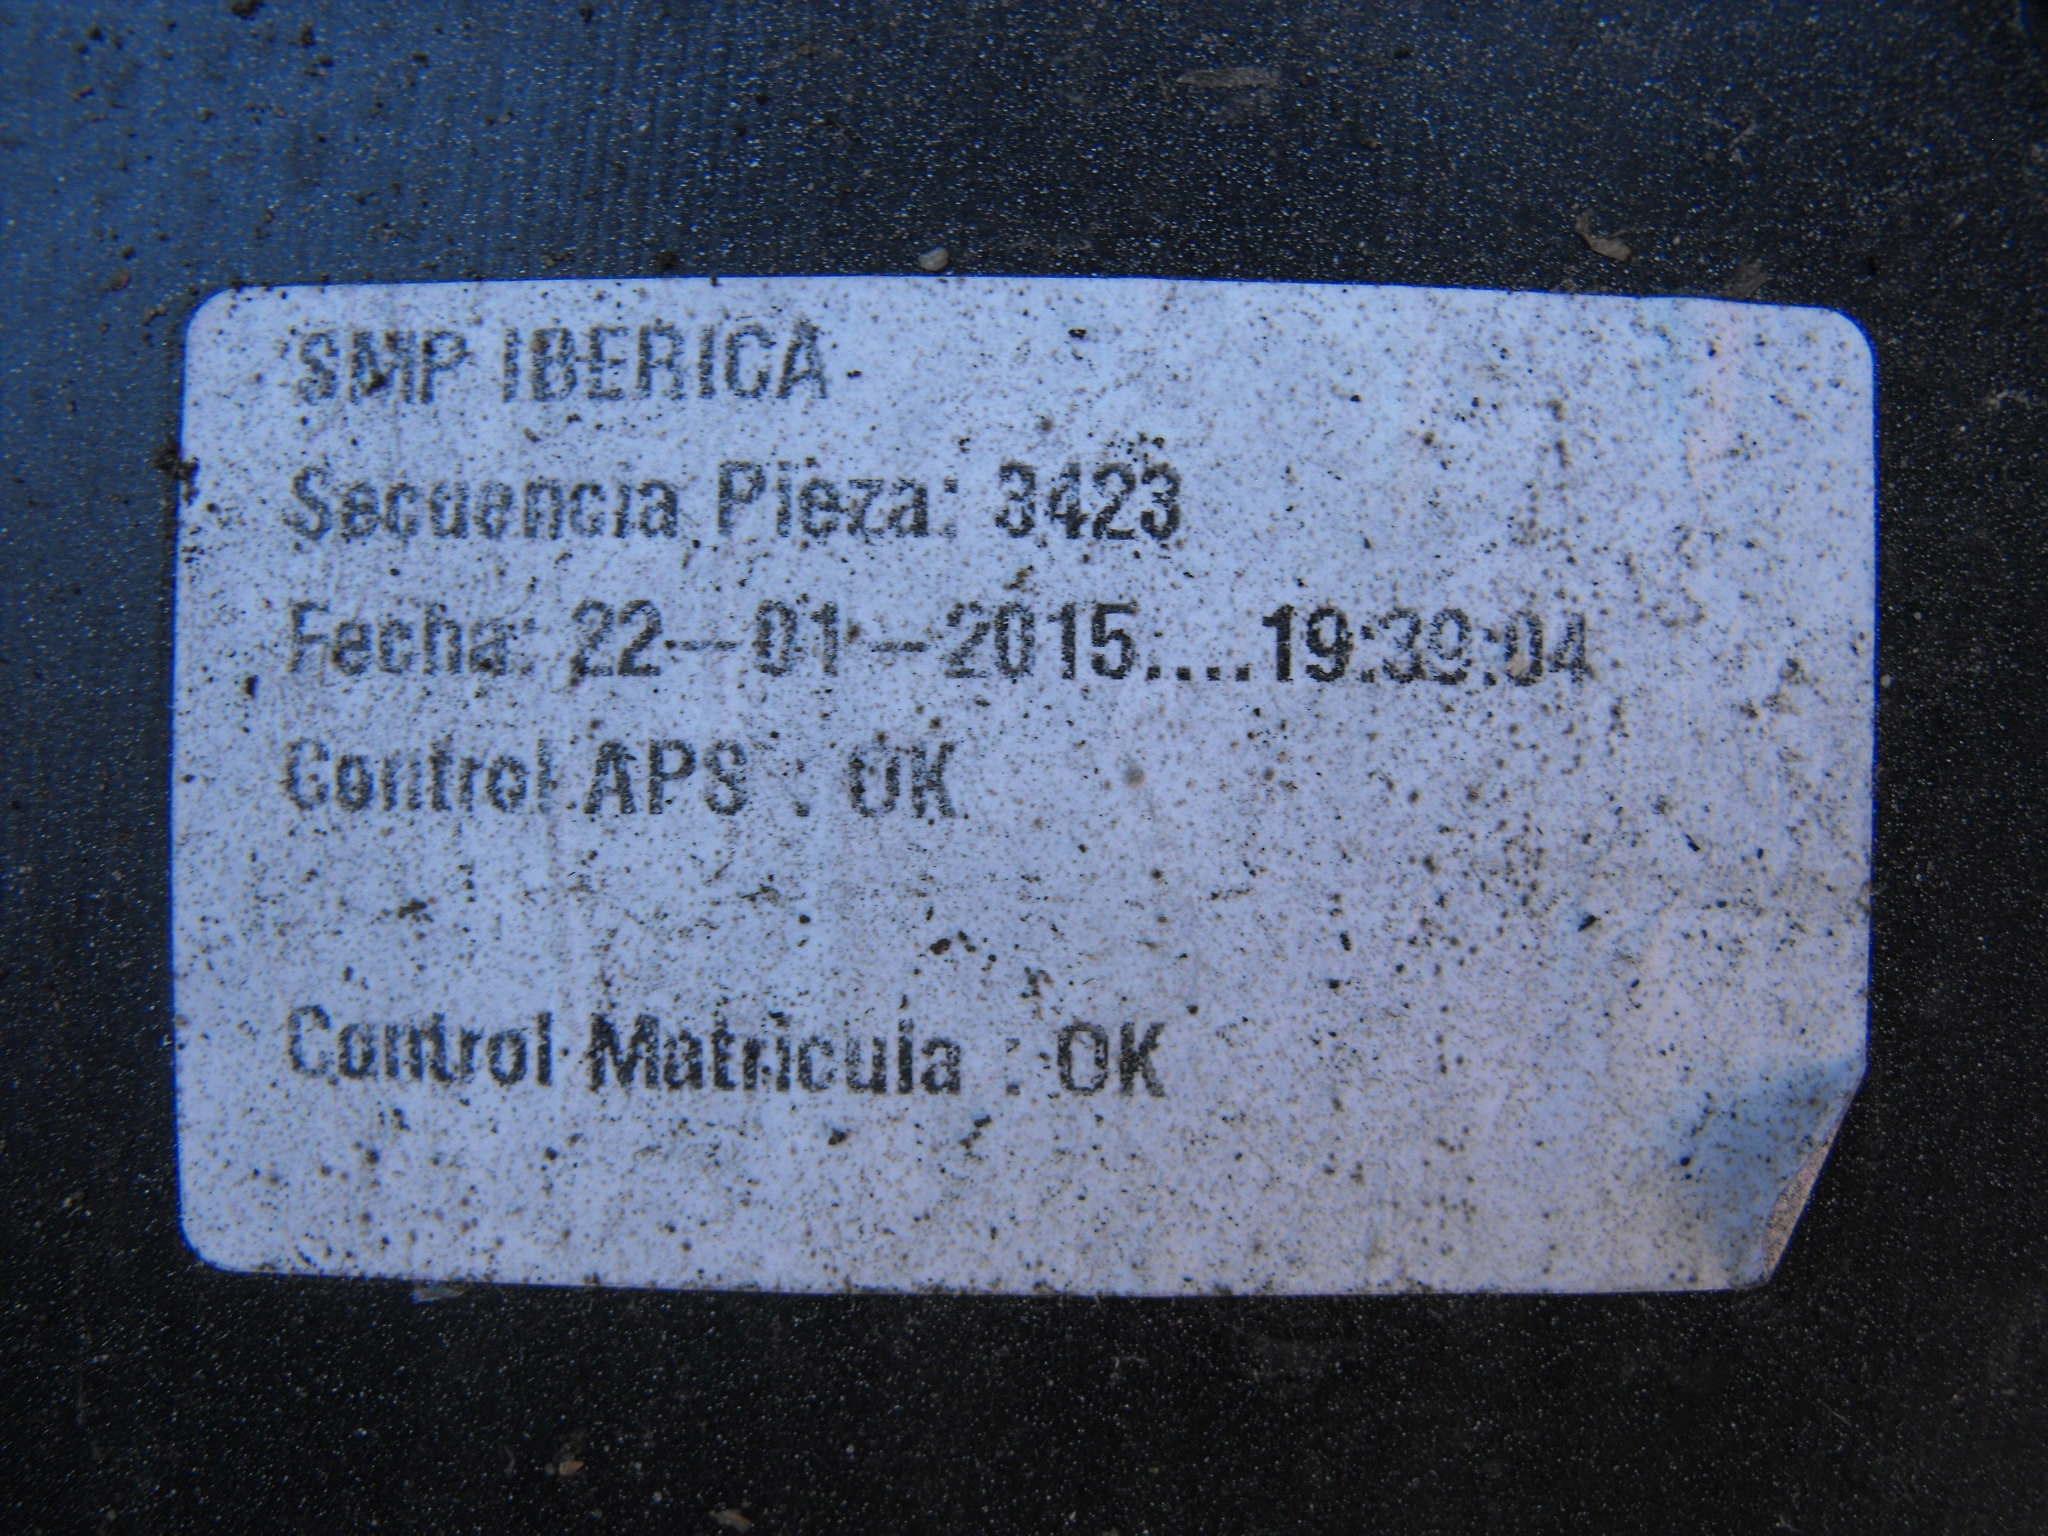 SMP IBERICA
Secuencia Pieza: 3423
Fecha: 22-01-2015....19:39:04
Control APS : OK
Control Matricula : OK